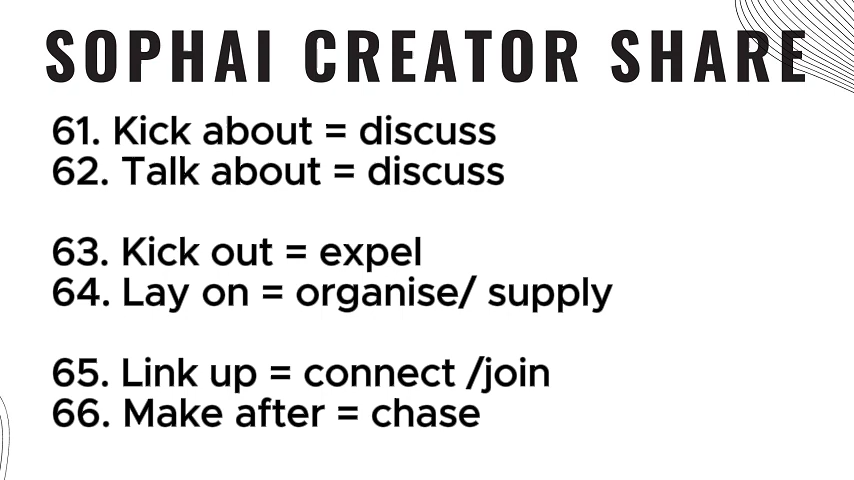 SOPHAI CREATOR SHARE
61. Kick about = discuss
62. Talk about = discuss
63. Kick out = expel
64. Lay on = organise/ supply
65. Link up = connect /join
66. Make after = chase